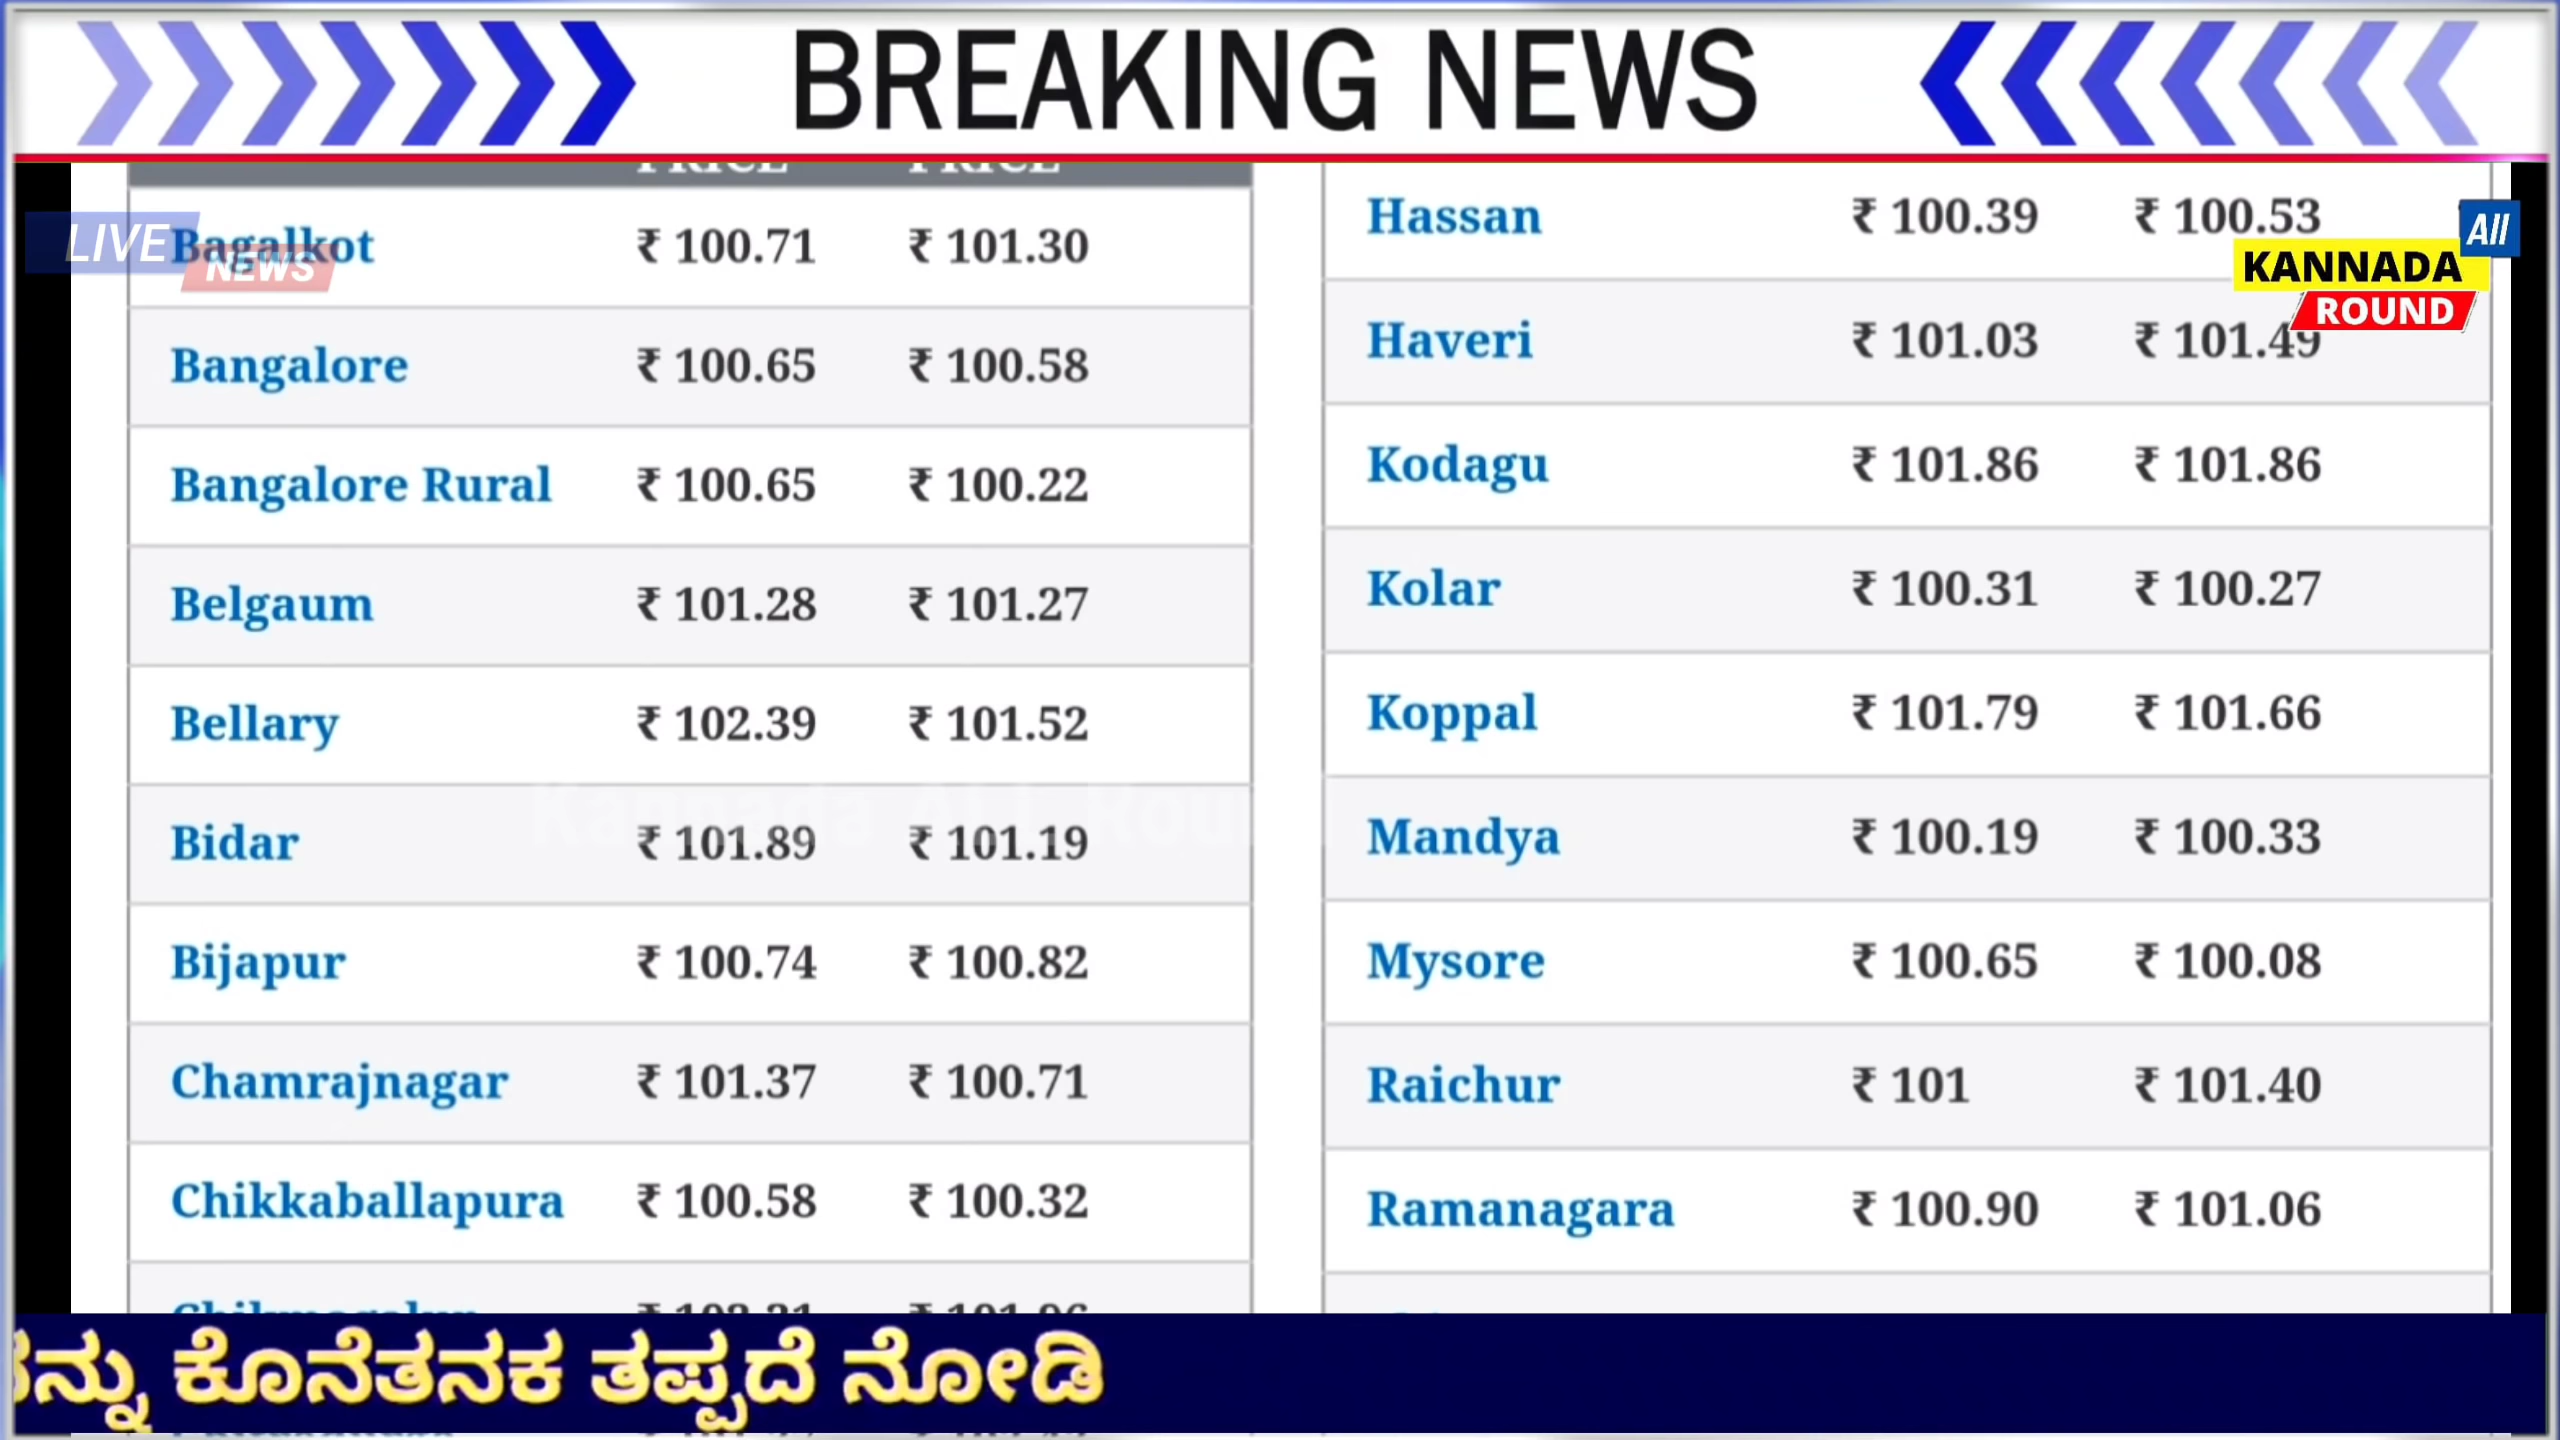 BREAKING NEWS
PRICE PRICE
LIVE
NEWS
Bagalkot ₹ 100.71 ₹ 101.30
Bangalore ₹ 100.65 ₹ 100.58
Bangalore Rural ₹ 100.65 ₹ 100.22
Belgaum ₹ 101.28 ₹ 101.27
Bellary ₹ 102.39 ₹ 101.52
Bidar ₹ 101.89 ₹ 101.19
Bijapur ₹ 100.74 ₹ 100.82
Chamrajnagar ₹ 101.37 ₹ 100.71
Chikkaballapura ₹ 100.58 ₹ 100.32
Hassan ₹ 100.39 ₹ 100.53
Haveri ₹ 101.03 ₹ 101.49
Kodagu ₹ 101.86 ₹ 101.86
Kolar ₹ 100.31 ₹ 100.27
Koppal ₹ 101.79 ₹ 101.66
Mandya ₹ 100.19 ₹ 100.33
Mysore ₹ 100.65 ₹ 100.08
Raichur ₹ 101 ₹ 101.40
Ramanagara ₹ 100.90 ₹ 101.06
All
KANNADA
ROUND
Kannada ALL Roun
ಕೊನೆತನಕ ತಪ್ಪದೆ ನೋಡಿ